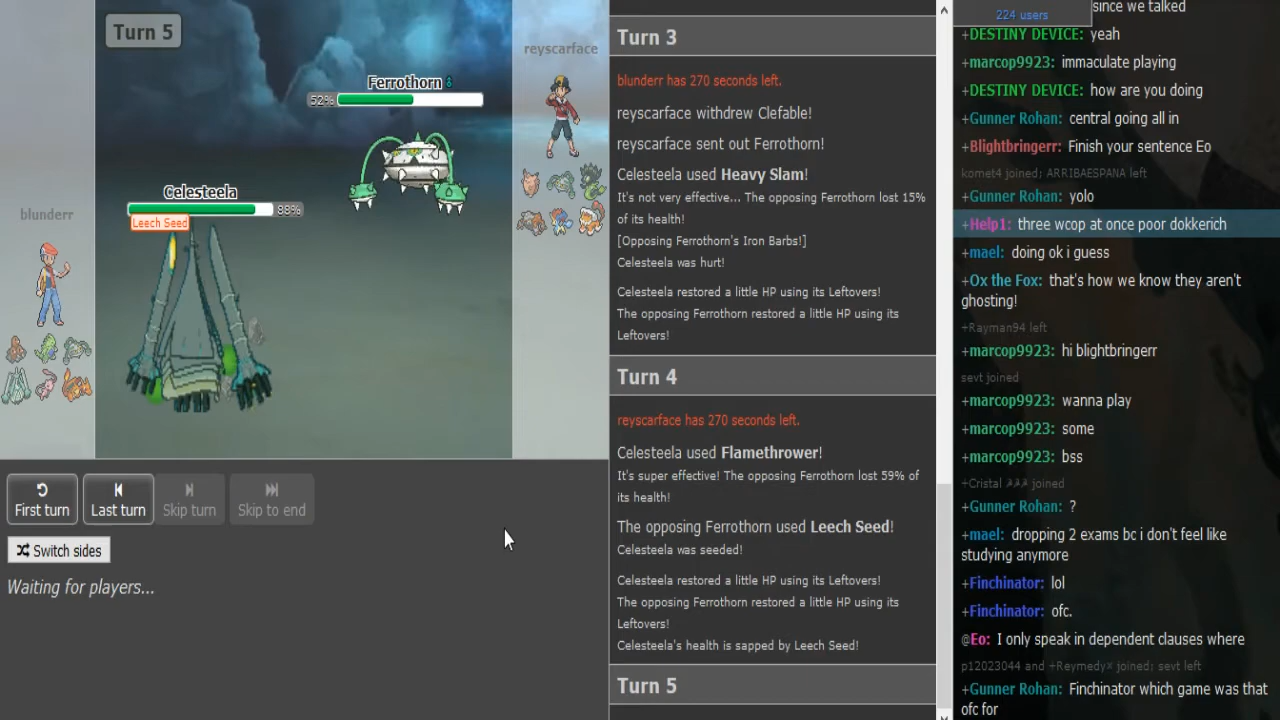 Turn 5
blunderr
Ferrothorn
52%
Celesteela
88%
Leech Seed
reyscarface
First turn
Last turn
Skip turn
Skip to end
Switch sides
Waiting for players...
Turn 3
blunderr has 270 seconds left.
reyscarface withdrew Clefable!
reyscarface sent out Ferrothorn!
Celesteela used Heavy Slam!
It's not very effective... The opposing Ferrothorn lost 15%
of its health!
[Opposing Ferrothorn's Iron Barbs!]
Celesteela was hurt!
Celesteela restored a little HP using its Leftovers!
The opposing Ferrothorn restored a little HP using its
Leftovers!
Turn 4
reyscarface has 270 seconds left.
Celesteela used Flamethrower!
It's super effective! The opposing Ferrothorn lost 59% of
its health!
The opposing Ferrothorn used Leech Seed!
Celesteela was seeded!
Celesteela restored a little HP using its Leftovers!
The opposing Ferrothorn restored a little HP using its
Leftovers!
Celesteela's health is sapped by Leech Seed!
Turn 5
224 users
since we talked
+DESTINY DEVICE: yeah
+marcop9923: immaculate playing
+DESTINY DEVICE: how are you doing
+Gunner Rohan: central going all in
+Blightbringerr: Finish your sentence Eo
komet4 joined; ARRIBAESPANA left
+Gunner Rohan: yolo
+Help1: three wcop at once poor dokkerich
+mael: doing ok i guess
+Ox the Fox: that's how we know they aren't
ghosting!
+Rayman94 left
+marcop9923: hi blightbringerr
sevt joined
+marcop9923: wanna play
+marcop9923: some
+marcop9923: bss
+Cristal joined
+Gunner Rohan: ?
+mael: dropping 2 exams bc i don't feel like
studying anymore
+Finchinator: lol
+Finchinator: ofc.
@Eo: I only speak in dependent clauses where
p12023044 and +Reymedy joined; sevt left
+Gunner Rohan: Finchinator which game was that
ofc for